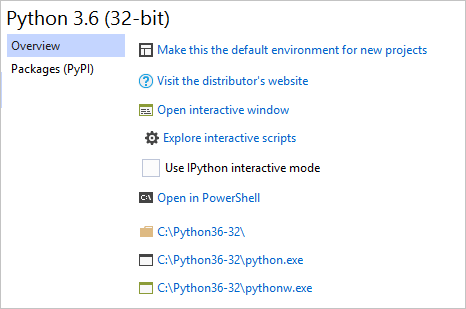 Python 3.6 (32-bit)
Overview
Packages (PyPI)
Make this the default environment for new projects
Visit the distributor's website
Open interactive window
Explore interactive scripts
Use IPython interactive mode
C:\ Open in PowerShell
C:\Python36-32\
C:\Python36-32\python.exe
C:\Python36-32\pythonw.exe